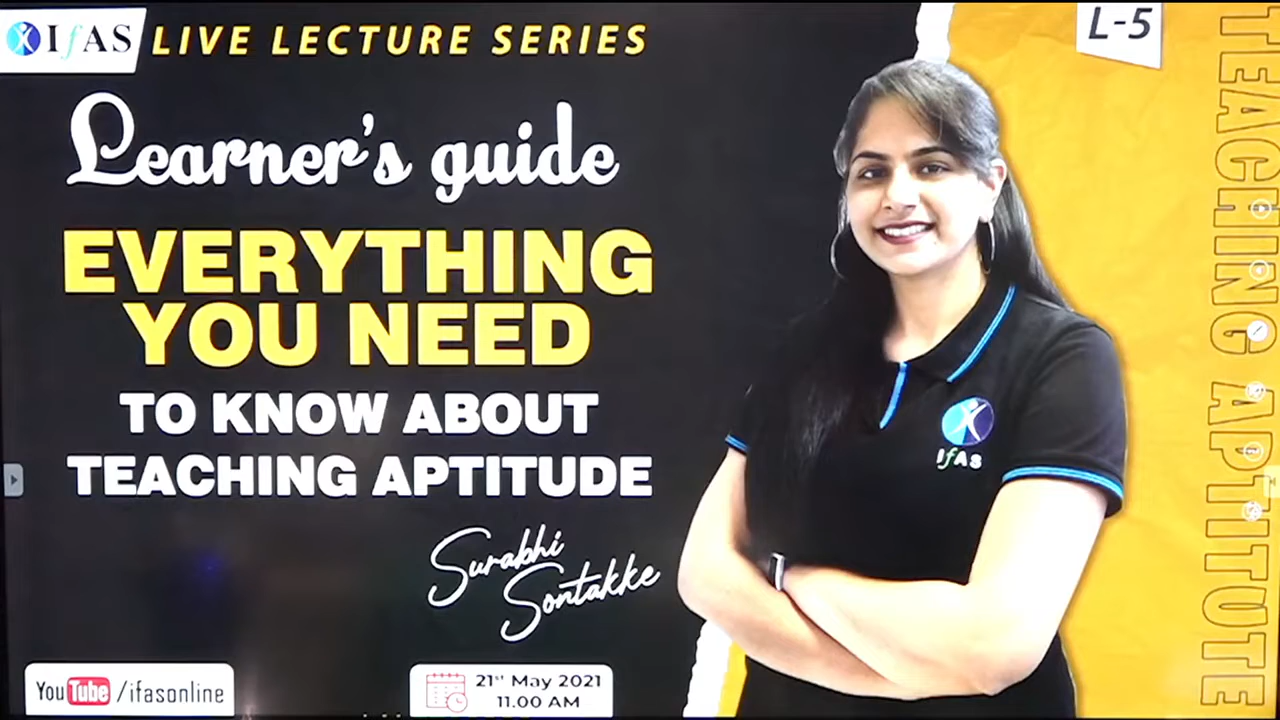 IfAS LIVE LECTURE SERIES
L-5
Learner's guide
EVERYTHING
YOU NEED
TO KNOW ABOUT
TEACHING APTITUDE
Surabhi
Sontakke
IfAS
TEACHING APTITUTE
YouTube /ifasonline
21st May 2021
11.00 AM